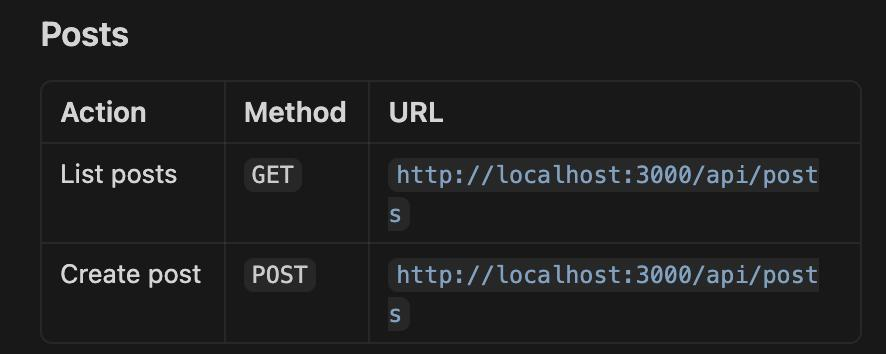 Posts
Action Method URL
List posts GET http://localhost:3000/api/post
s
Create post POST http://localhost:3000/api/post
s